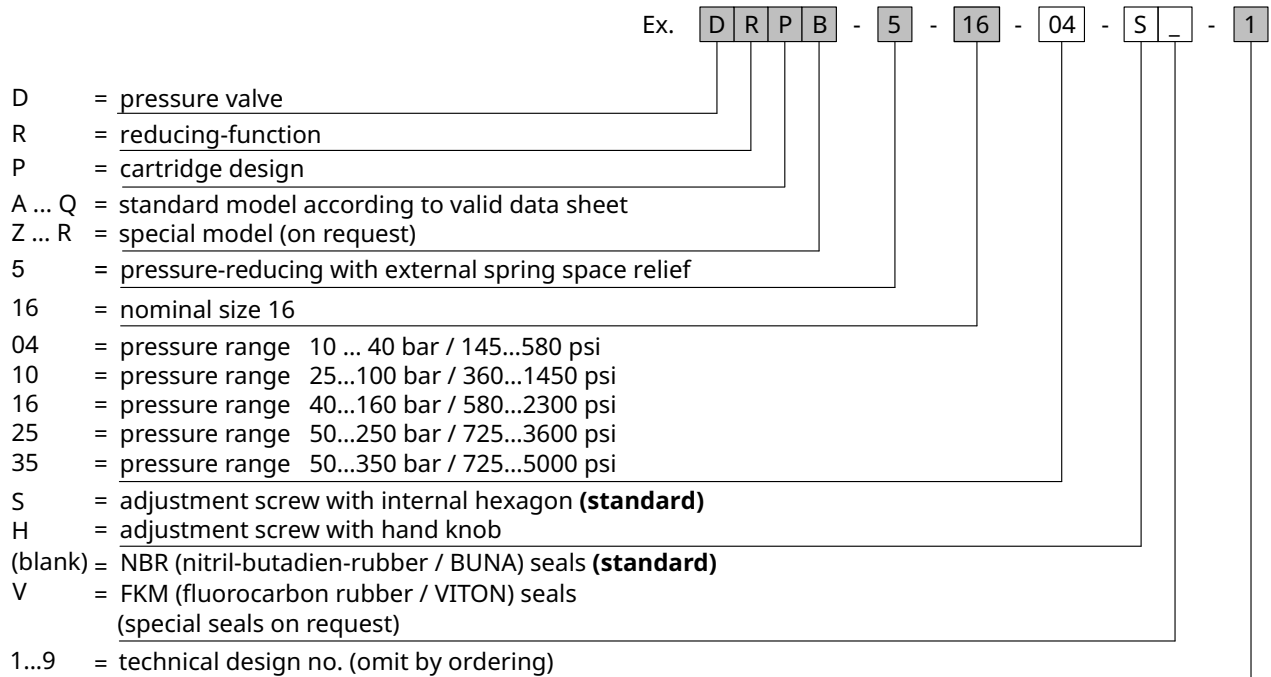 Ex. D R P B - 5 - 16 - 04 - S _ - 1
D = pressure valve
R = reducing-function
P = cartridge design
A ... Q = standard model according to valid data sheet
Z ... R = special model (on request)
5 = pressure-reducing with external spring space relief
16 = nominal size 16
04 = pressure range 10 ... 40 bar / 145...580 psi
10 = pressure range 25...100 bar / 360...1450 psi
16 = pressure range 40...160 bar / 580...2300 psi
25 = pressure range 50...250 bar / 725...3600 psi
35 = pressure range 50...350 bar / 725...5000 psi
S = adjustment screw with internal hexagon (standard)
H = adjustment screw with hand knob
(blank) = NBR (nitril-butadien-rubber / BUNA) seals (standard)
V = FKM (fluorocarbon rubber / VITON) seals
(special seals on request)
1...9 = technical design no. (omit by ordering)